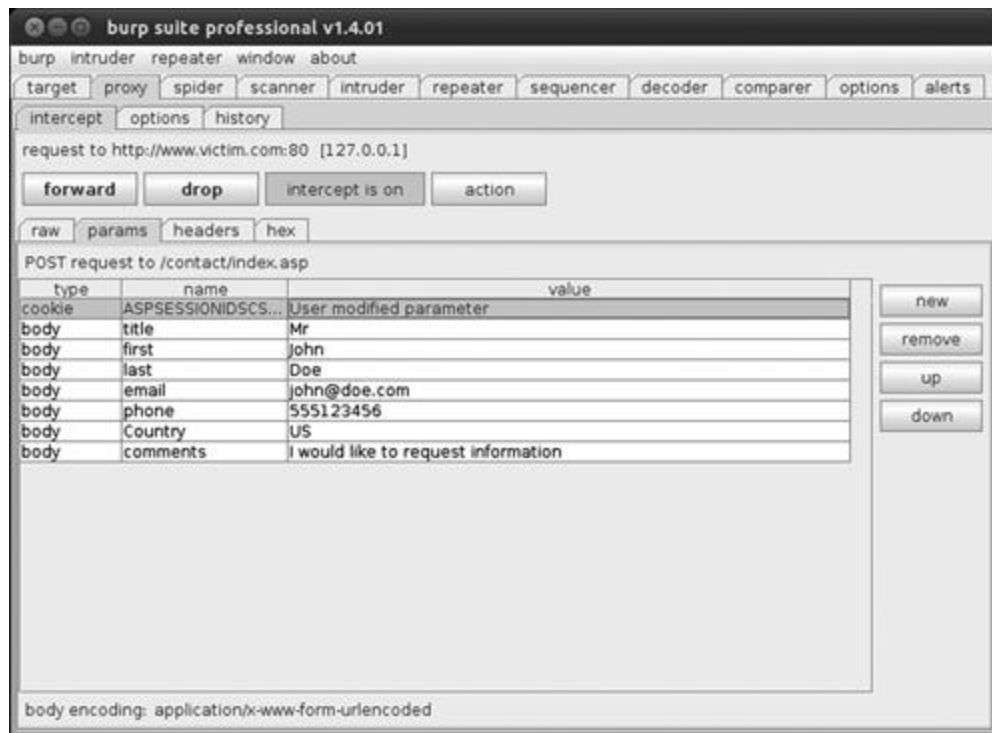 burp suite professional v1.4.01
burp intruder repeater window about
target proxy spider scanner intruder repeater sequencer decoder comparer options alerts
intercept options history
request to http://www.victim.com:80 [127.0.0.1]
forward drop intercept is on action
raw params headers hex
POST request to /contact/index.asp
type name value
cookie ASPSESSIONIDSCS... User modified parameter
body title Mr
body first John
body last Doe
body email john@doe.com
body phone 555123456
body Country US
body comments I would like to request information
new
remove
up
down
body encoding: application/x-www-form-urlencoded